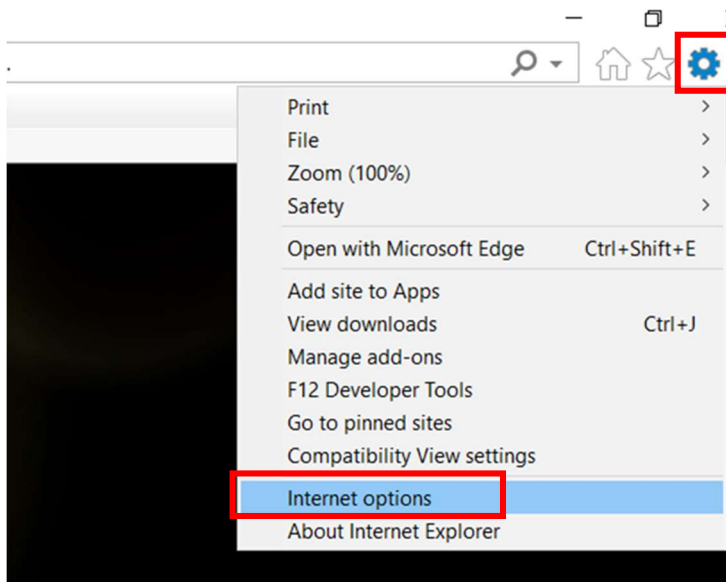 .
Print
File
Zoom (100%)
Safety
Open with Microsoft Edge Ctrl+Shift+E
Add site to Apps
View downloads Ctrl+J
Manage add-ons
F12 Developer Tools
Go to pinned sites
Compatibility View settings
Internet options
About Internet Explorer